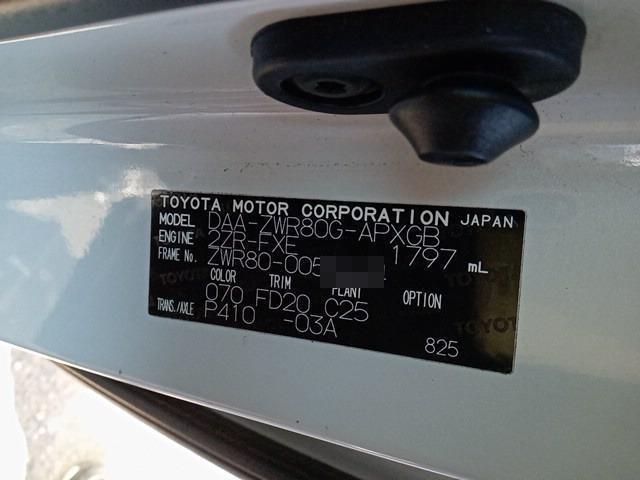 TOYOTA MOTOR CORPORATION JAPAN
MODEL DAA-ZWR80G-APXGB
ENGINE 2ZR-FXE 1797 mL
FRAME No. ZWR80-005
COLOR TRIM PLANT OPTION
070 FD20 C25
TRANS./AXLE P410 -03A
825